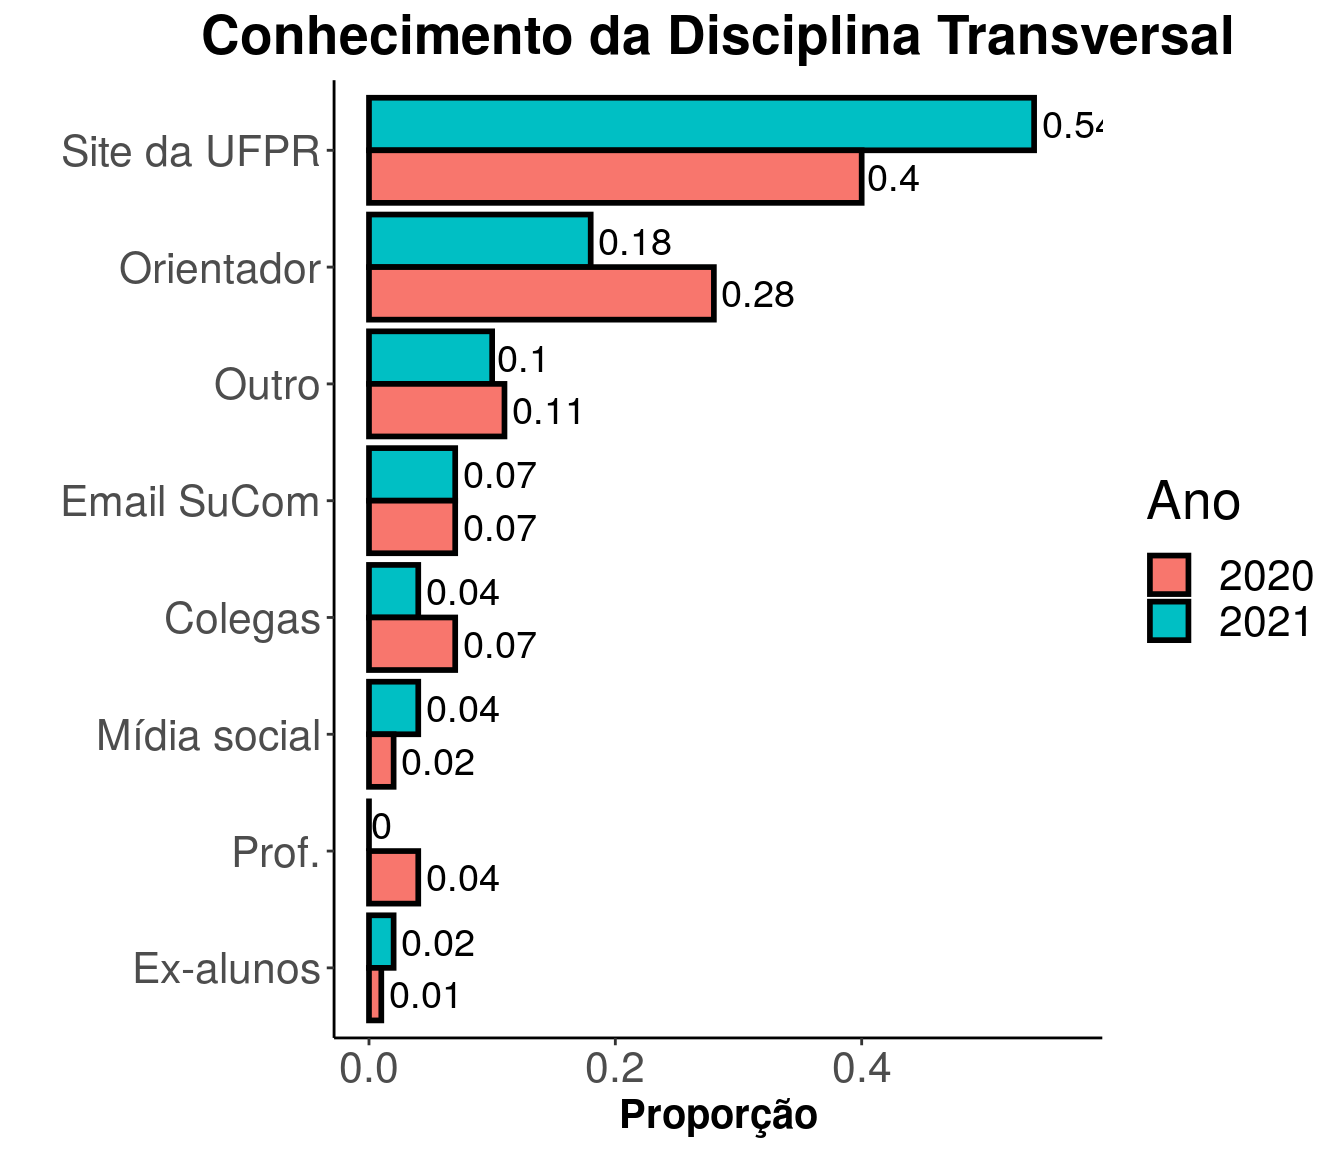 Conhecimento da Disciplina Transversal
Site da UFPR
0.54
0.4
Orientador
0.18
0.28
Outro
0.1
0.11
Email SuCom
0.07
0.07
Colegas
0.04
0.07
Mídia social
0.04
0.02
Prof.
0
0.04
Ex-alunos
0.02
0.01
0.0 0.2 0.4
Proporção
Ano
2020
2021